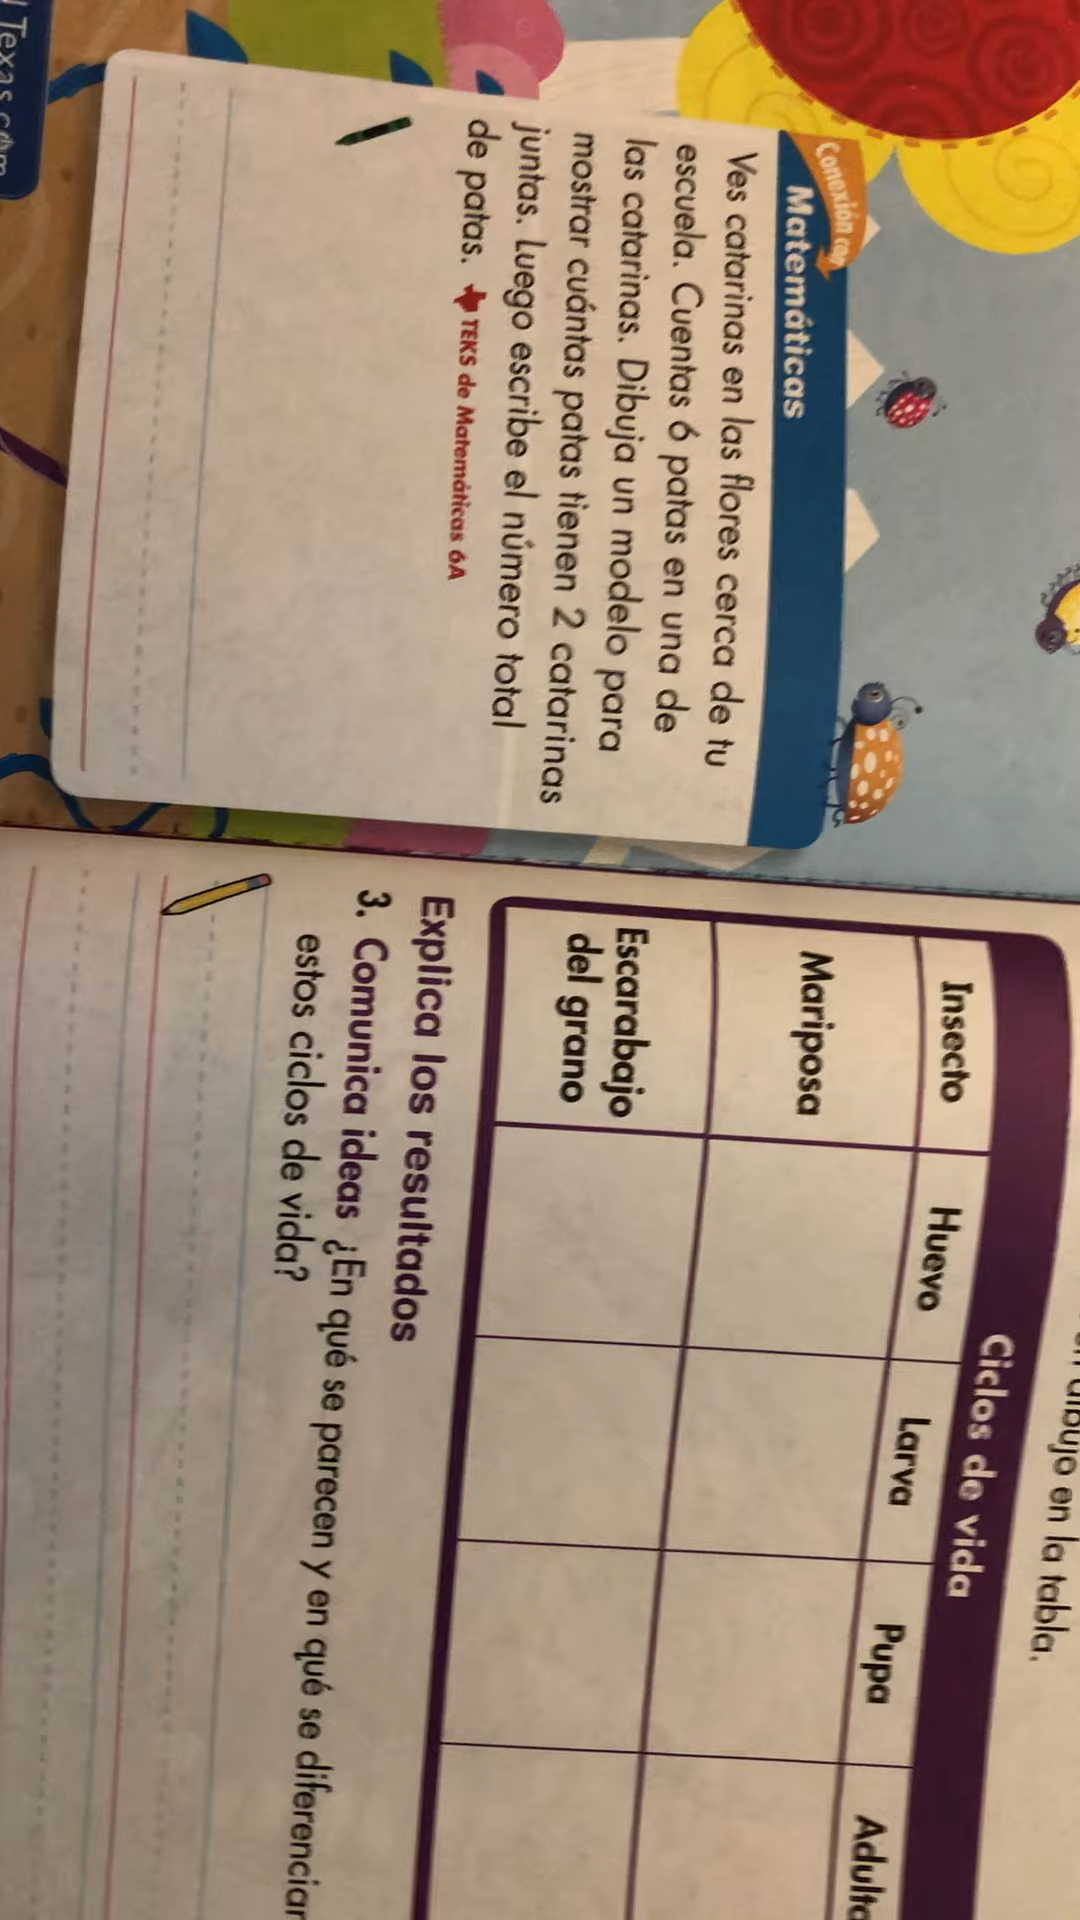 Conexión con
Matemáticas
Ves catarinas en las flores cerca de tu
escuela. Cuentas 6 patas en una de
las catarinas. Dibuja un modelo para
mostrar cuántas patas tienen 2 catarinas
juntas. Luego escribe el número total
de patas. TEKS de Matemáticas 6A
en la tabla.
Ciclos de vida
Insecto Huevo Larva Pupa Adulto
Mariposa
Escarabajo
del grano
Explica los resultados
3. Comunica ideas ¿En qué se parecen y en qué se diferencian
estos ciclos de vida?